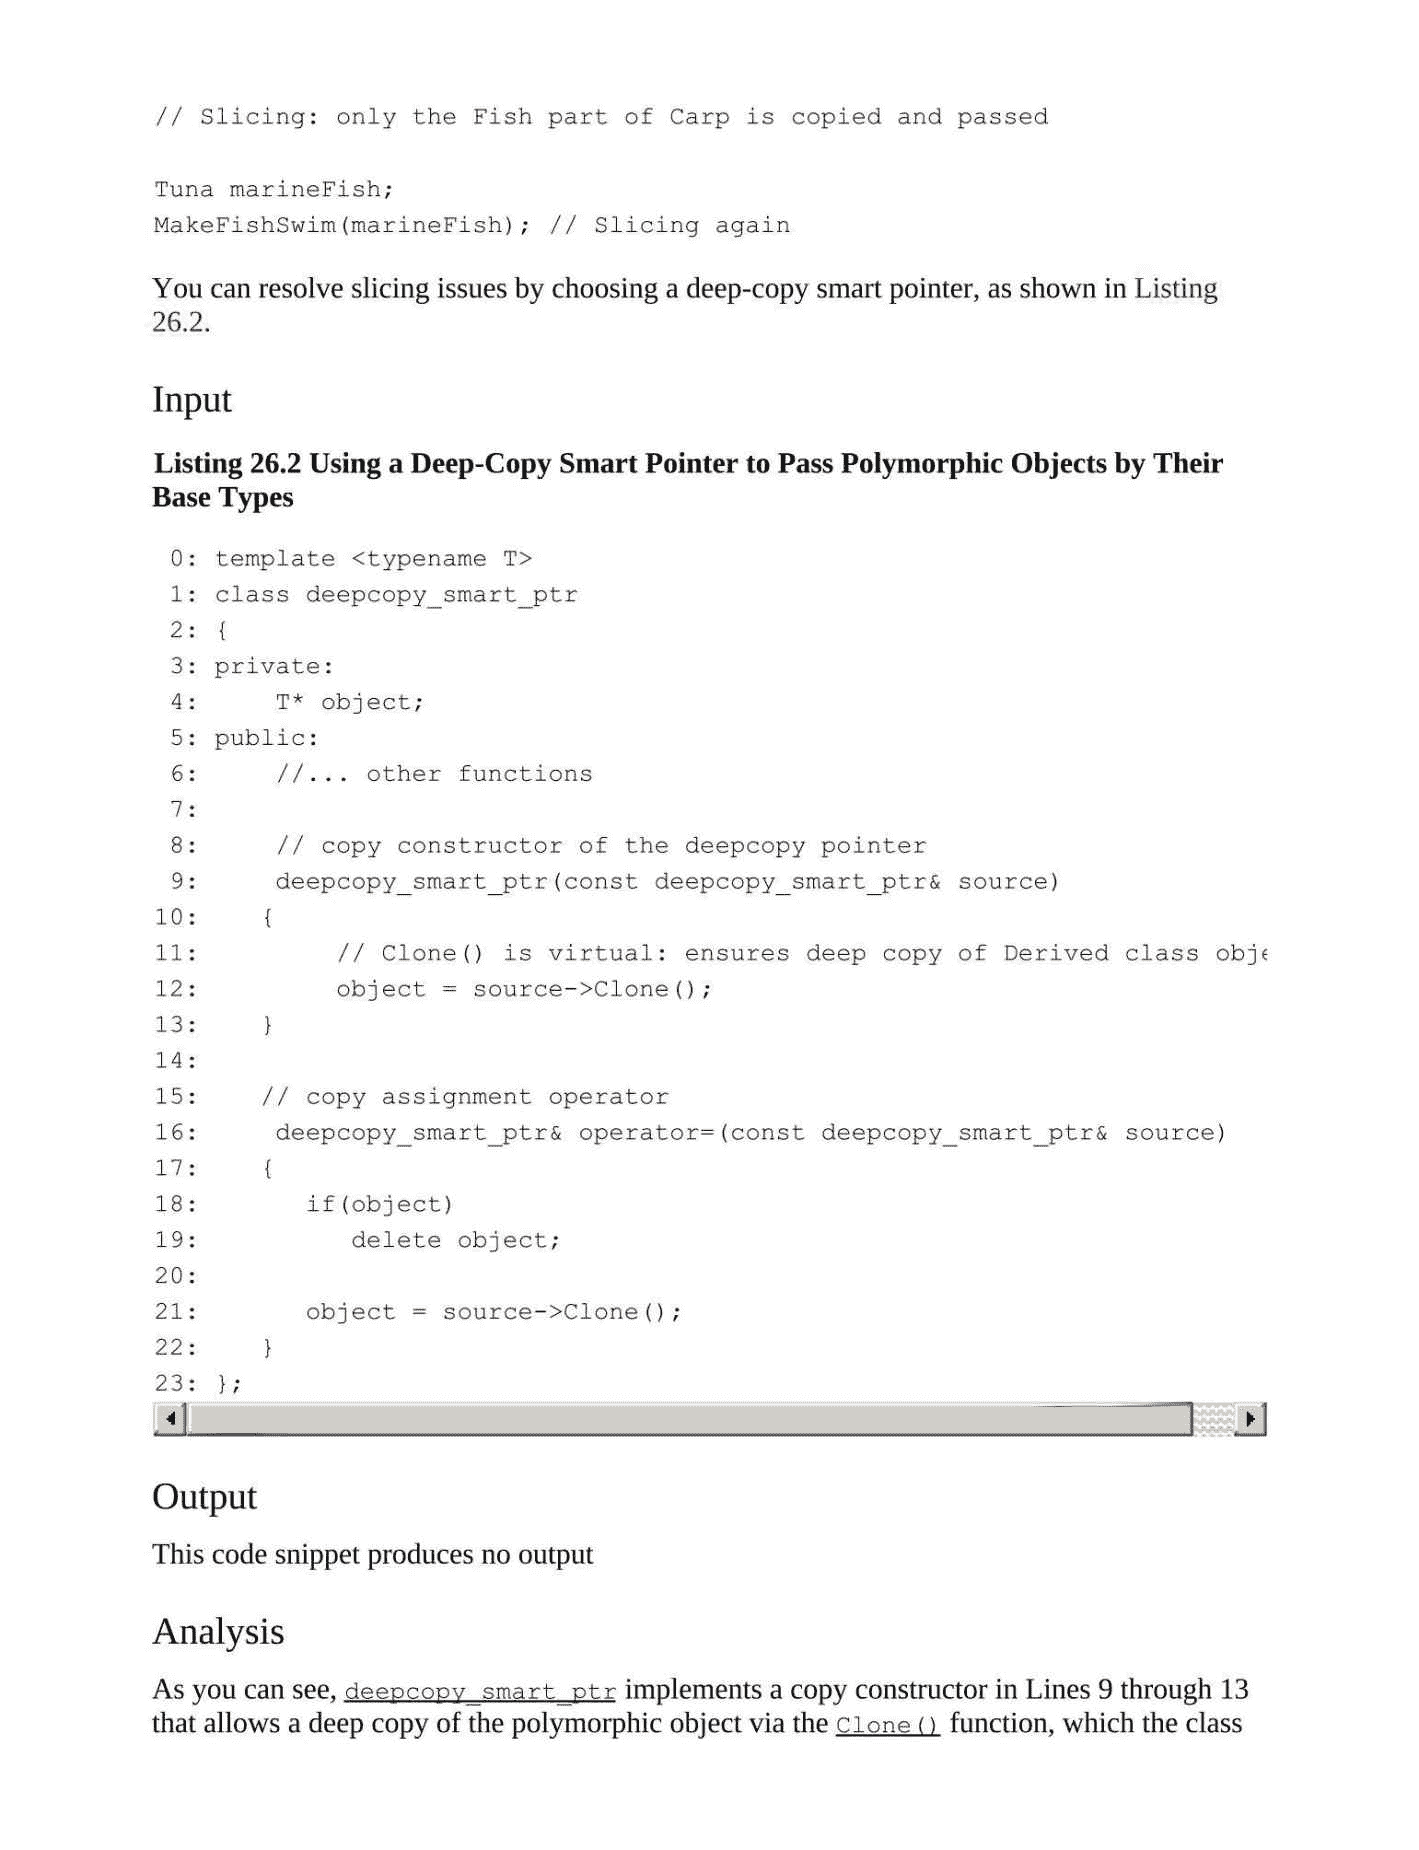 // Slicing: only the Fish part of Carp is copied and passed
Tuna marineFish;
MakeFishSwim(marineFish); // Slicing again
You can resolve slicing issues by choosing a deep-copy smart pointer, as shown in Listing
26.2.
Input
Listing 26.2 Using a Deep-Copy Smart Pointer to Pass Polymorphic Objects by Their
Base Types
0: template <typename T>
1: class deepcopy_smart_ptr
2: {
3: private:
4:     T* object;
5: public:
6:     //... other functions
7:
8:     // copy constructor of the deepcopy pointer
9:     deepcopy_smart_ptr(const deepcopy_smart_ptr& source)
10:    {
11:         // Clone() is virtual: ensures deep copy of Derived class obje
12:         object = source->Clone();
13:    }
14:
15:    // copy assignment operator
16:     deepcopy_smart_ptr& operator=(const deepcopy_smart_ptr& source)
17:    {
18:       if(object)
19:          delete object;
20:
21:       object = source->Clone();
22:    }
23: };
Output
This code snippet produces no output
Analysis
As you can see, deepcopy_smart_ptr implements a copy constructor in Lines 9 through 13
that allows a deep copy of the polymorphic object via the Clone() function, which the class